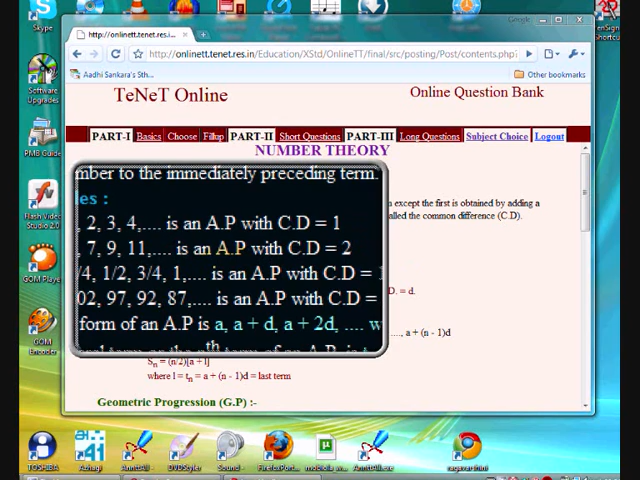 Skype
Google
http://onlinett.tenet.res.i...
http://onlinett.tenet.res.in/Education/XStd/OnlineTT/final/src/posting/Post/contents.php?
Aadhi Sankara's Sth...
Other bookmarks
TeNeT Online
Online Question Bank
Software
Upgrades
PART-I Basics Choose Fillup PART-II Short Questions PART-III Long Questions Subject Choice Logout
NUMBER THEORY
PMB Guide
mber to the immediately preceding term.
except the first is obtained by adding a
alled the common difference (C.D).
les :
, 2, 3, 4,.... is an A.P with C.D = 1
, 7, 9, 11,.... is an A.P with C.D = 2
/4, 1/2, 3/4, 1,.... is an A.P with C.D =
02, 97, 92, 87,.... is an A.P with C.D =
form of an A.P is a, a + d, a + 2d, .... w
Flash Video
Studio 2.0
GOM Player
D. = d.
...., a + (n - 1)d
Sn = (n/2)[a + l]
where l = tn = a + (n - 1)d = last term
Geometric Progression (G.P) :-
GOM
Encoder
TOSHIBA
Azhagi
DVDStyler
Sound -
FirefoxPort...
ragavarthini